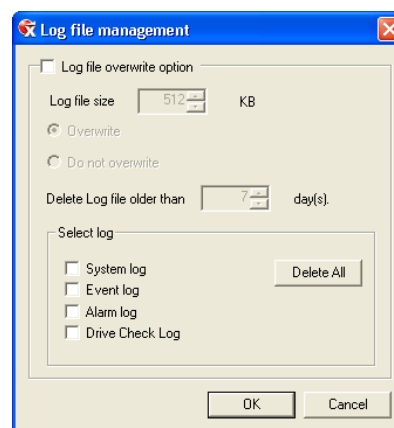 Log file management
Log file overwrite option
Log file size 512 KB
Overwrite
Do not overwrite
Delete Log file older than 7 day(s).
Select log
System log
Delete All
Event log
Alarm log
Drive Check Log
OK Cancel